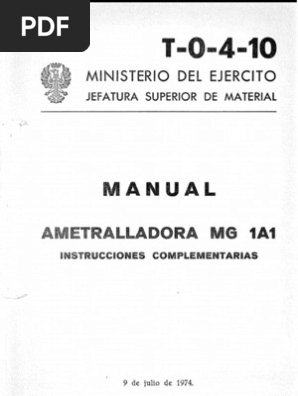 PDF
T-0-4-10
MINISTERIO DEL EJERCITO
JEFATURA SUPERIOR DE MATERIAL
MANUAL
AMETRALLADORA MG 1A1
INSTRUCCIONES COMPLEMENTARIAS
9 de julio de 1974.